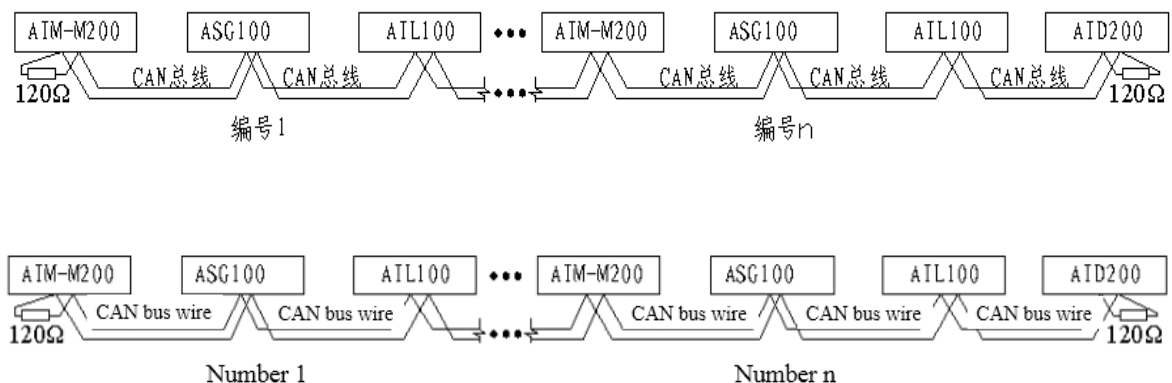 AIM-M200 ASG100 AIL100 ••• AIM-M200 ASG100 AIL100 AID200
CAN总线 CAN总线 ••• CAN总线 CAN总线 CAN总线
120Ω 120Ω
编号1 编号n
AIM-M200 ASG100 AIL100 ••• AIM-M200 ASG100 AIL100 AID200
CAN bus wire CAN bus wire ••• CAN bus wire CAN bus wire CAN bus wire
120Ω 120Ω
Number 1 Number n